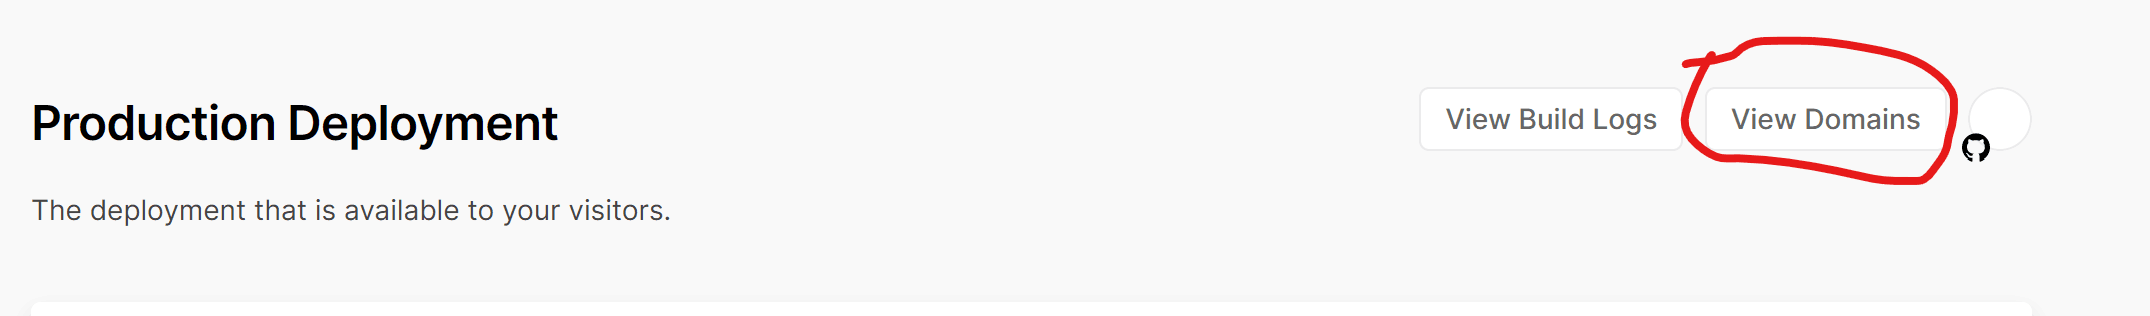 Production Deployment
View Build Logs
View Domains
The deployment that is available to your visitors.